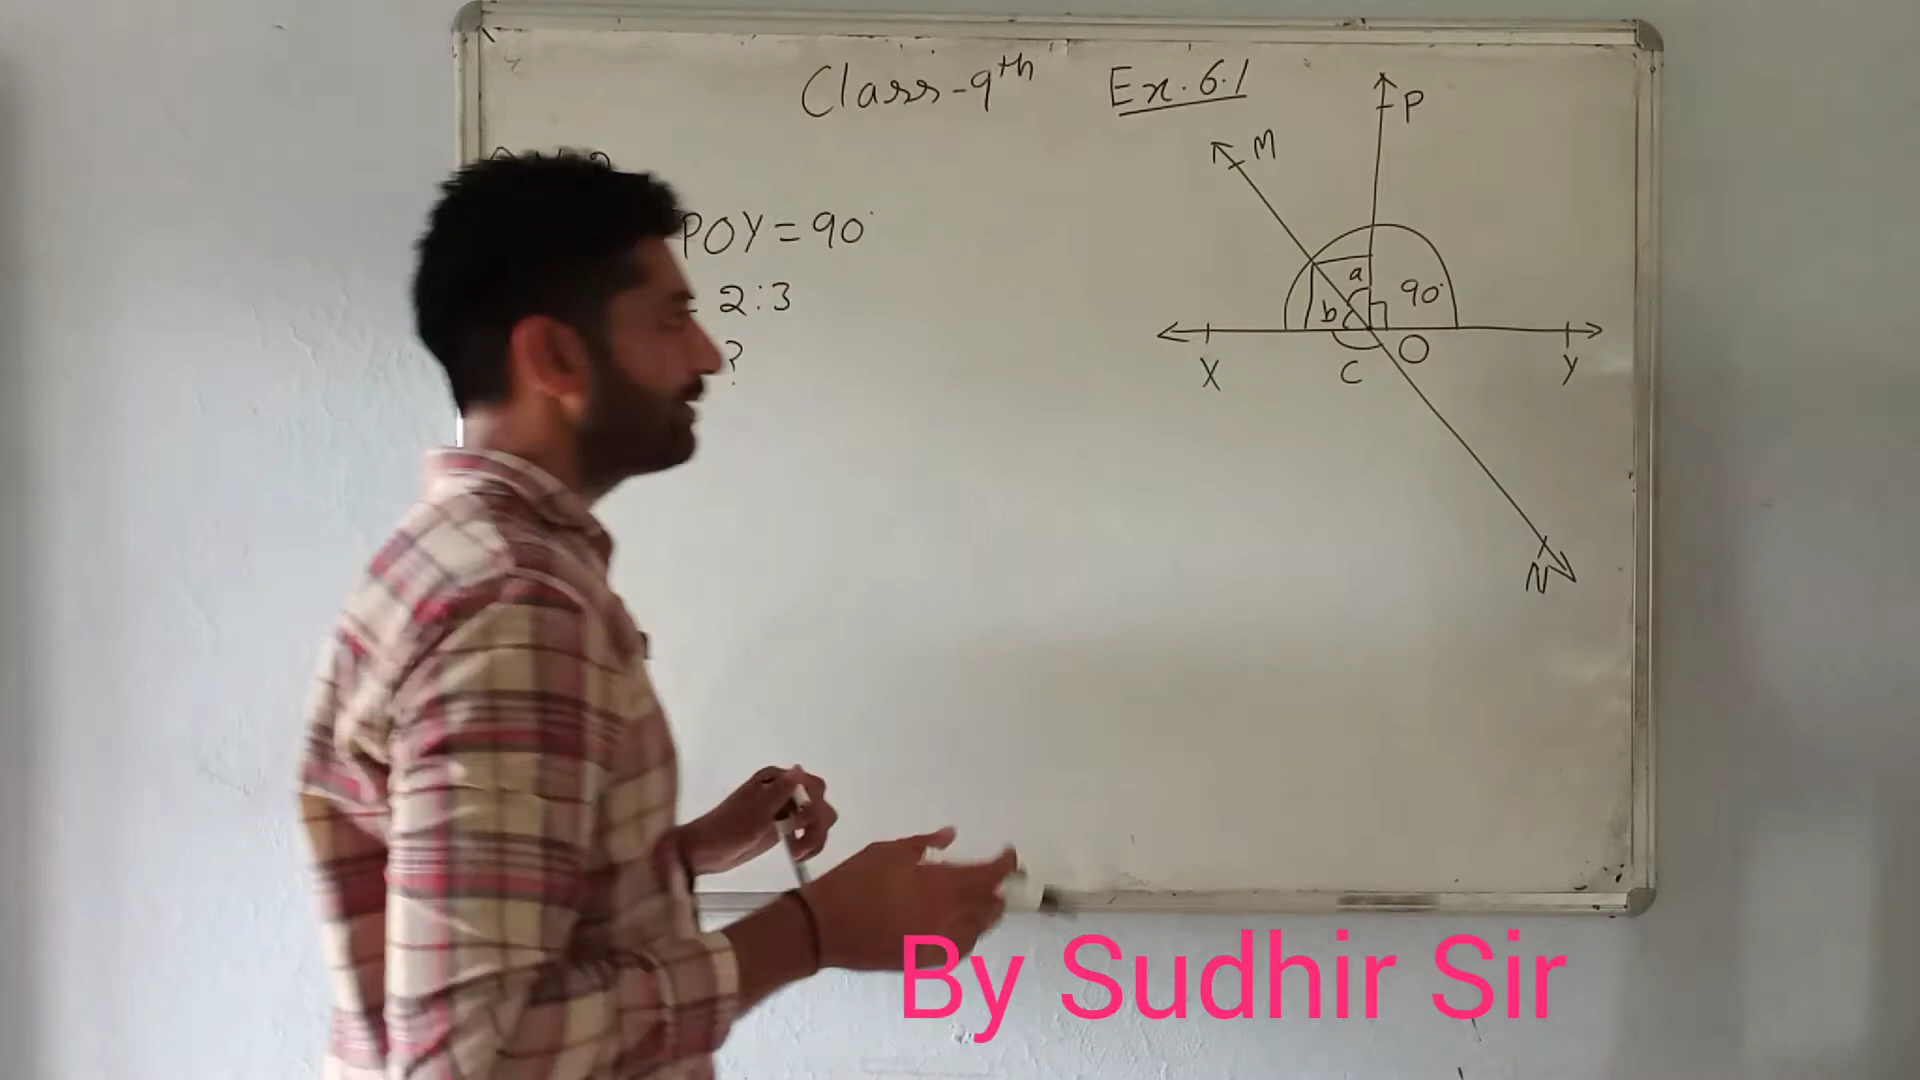 Class-9th Ex. 6.1
P
M
POY = 90°
a
90°
2:3
b
?
X C O Y
N
By Sudhir Sir